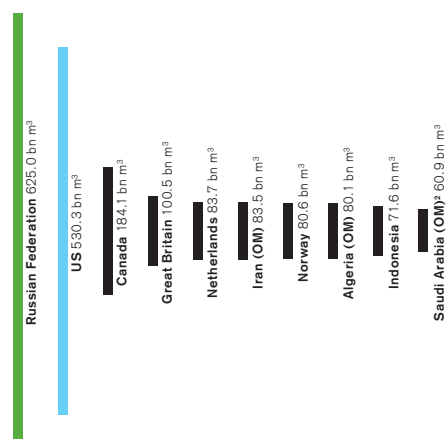 Russian Federation 625.0 bn m³
US 530.3 bn m³
Canada 184.1 bn m³
Great Britain 100.5 bn m³
Netherlands 83.7 bn m³
Iran (OM) 83.5 bn m³
Norway 80.6 bn m³
Algeria (OM) 80.1 bn m³
Indonesia 71.6 bn m³
Saudi Arabia (OM)² 60.9 bn m³